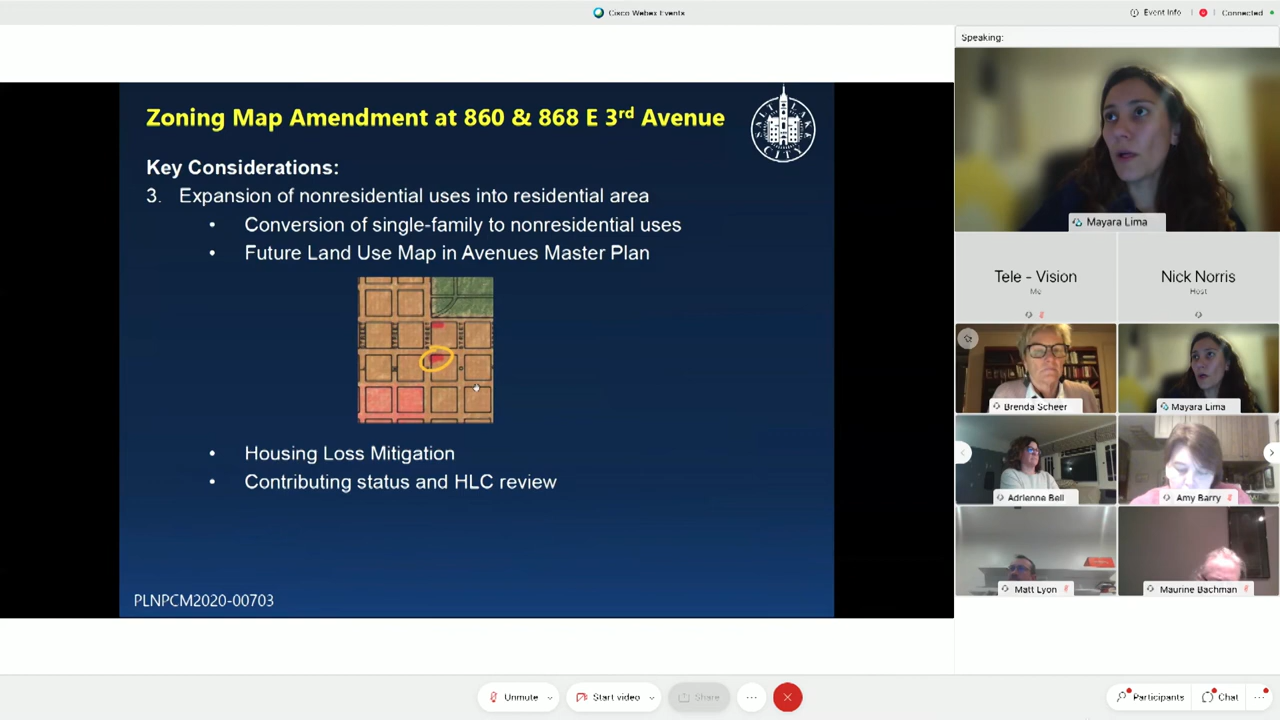 Cisco Webex Events
Event Info
Connected
Speaking:
Zoning Map Amendment at 860 & 868 E 3rd Avenue
SALT LAKE
CITY
Key Considerations:
3. Expansion of nonresidential uses into residential area
• Conversion of single-family to nonresidential uses
• Future Land Use Map in Avenues Master Plan
• Housing Loss Mitigation
• Contributing status and HLC review
PLNPCM2020-00703
Mayara Lima
Tele - Vision
Me
Nick Norris
Host
Brenda Scheer
Mayara Lima
Adrienne Bell
Amy Barry
Matt Lyon
Maurine Bachman
Unmute
Start video
Share
Participants
Chat